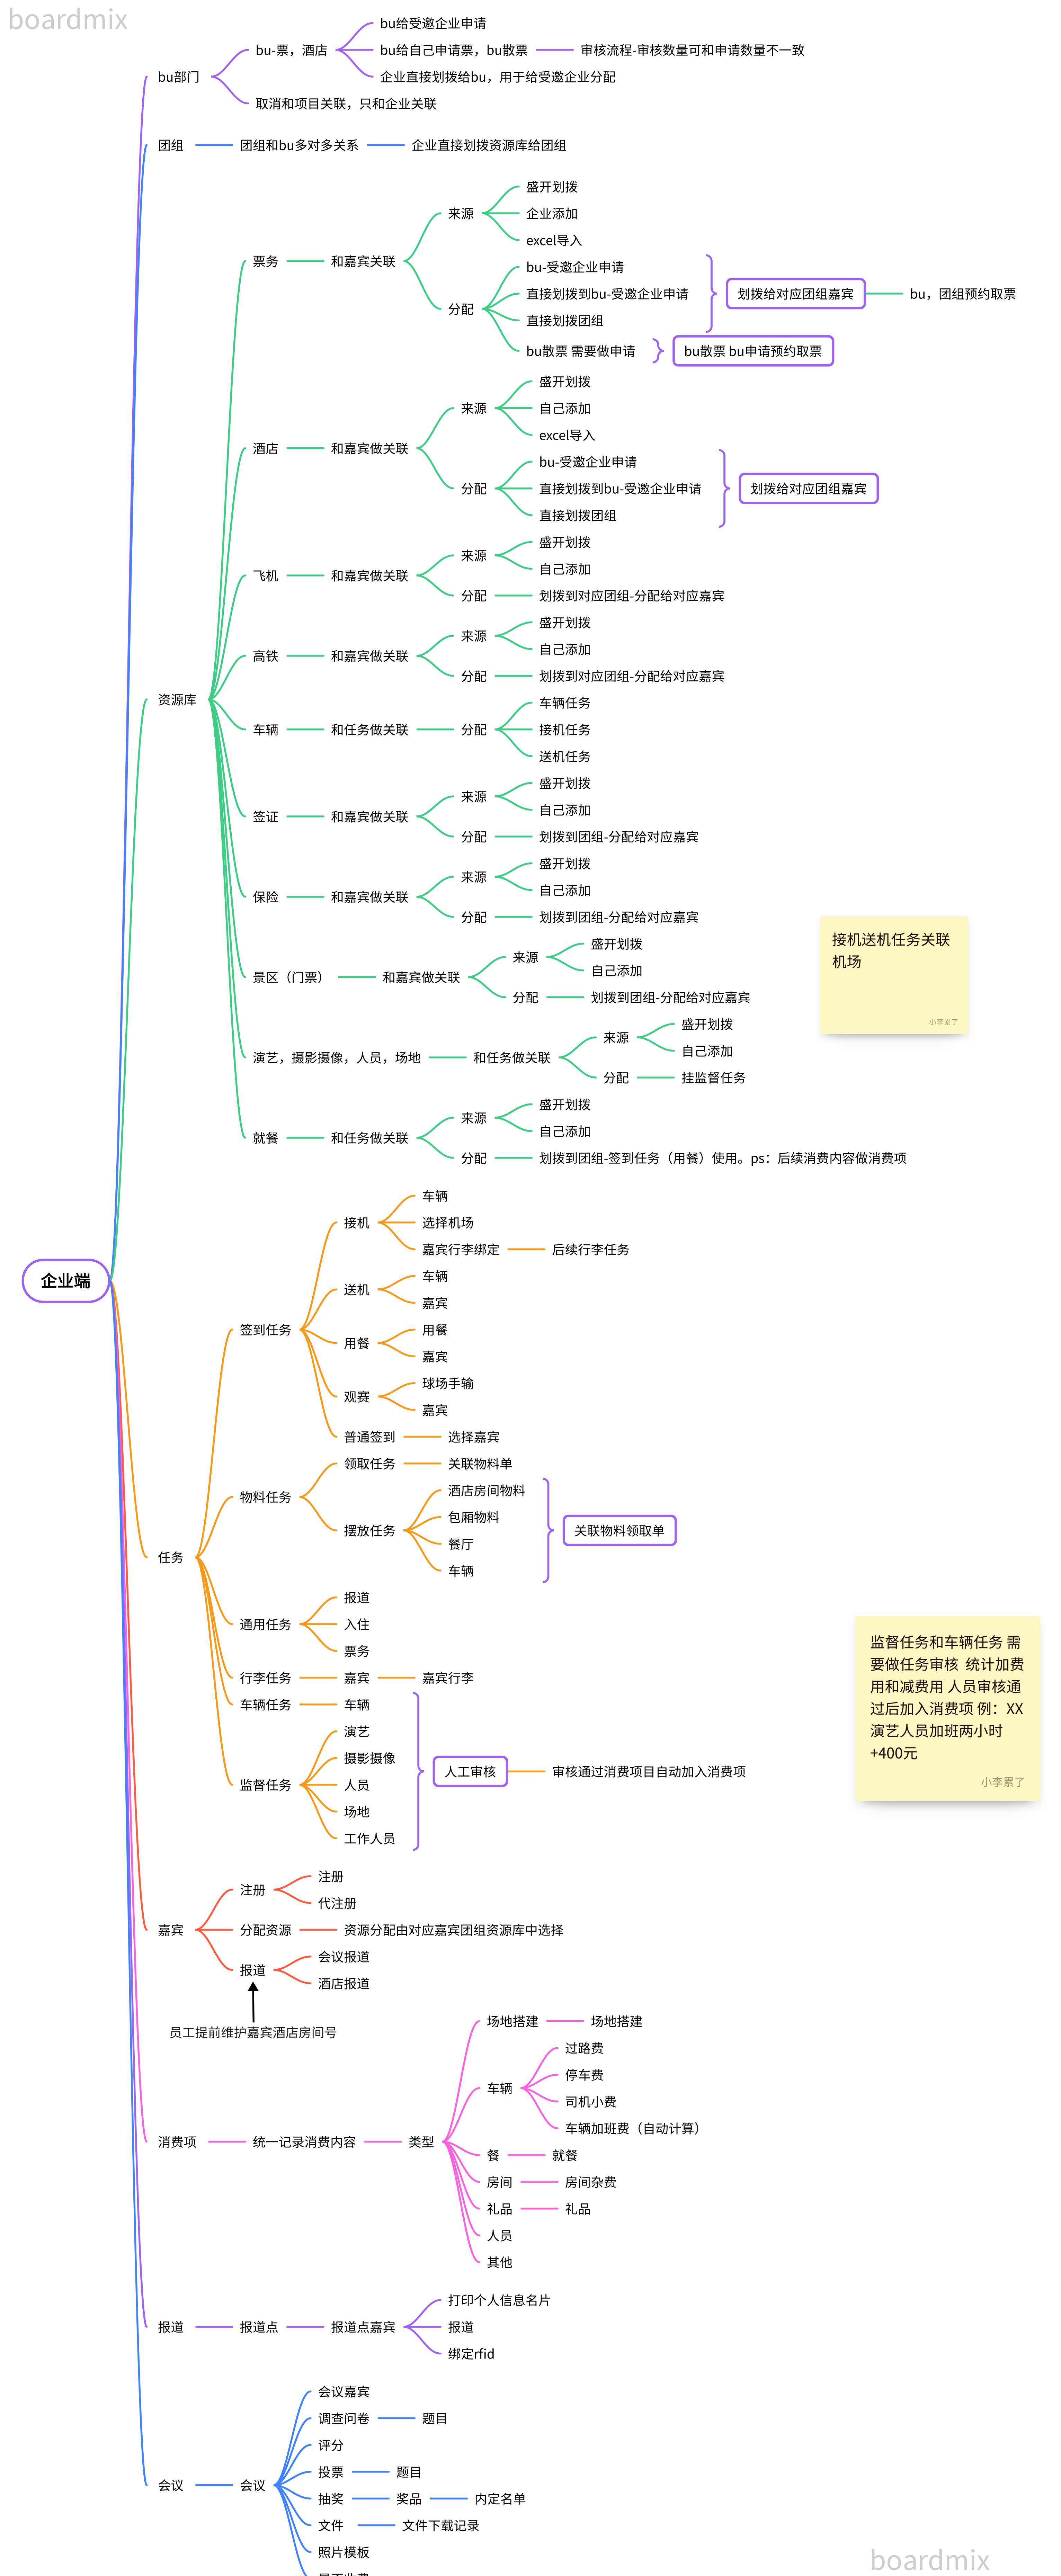 boardmix
企业端
bu部门
bu-票，酒店
bu给受邀企业申请
bu给自己申请票，bu散票
审核流程-审核数量可和申请数量不一致
企业直接划拨给bu，用于给受邀企业分配
取消和项目关联，只和企业关联
团组
团组和bu多对多关系
企业直接划拨资源库给团组
资源库
票务
和嘉宾关联
来源
盛开划拨
企业添加
excel导入
分配
bu-受邀企业申请
直接划拨到bu-受邀企业申请
直接划拨团组
划拨给对应团组嘉宾
bu，团组预约取票
bu散票 需要做申请
bu散票 bu申请预约取票
酒店
和嘉宾做关联
来源
盛开划拨
自己添加
excel导入
分配
bu-受邀企业申请
直接划拨到bu-受邀企业申请
直接划拨团组
划拨给对应团组嘉宾
飞机
和嘉宾做关联
来源
盛开划拨
自己添加
分配
划拨到对应团组-分配给对应嘉宾
高铁
和嘉宾做关联
来源
盛开划拨
自己添加
分配
划拨到对应团组-分配给对应嘉宾
车辆
和任务做关联
分配
车辆任务
接机任务
送机任务
签证
和嘉宾做关联
来源
盛开划拨
自己添加
分配
划拨到团组-分配给对应嘉宾
保险
和嘉宾做关联
来源
盛开划拨
自己添加
分配
划拨到团组-分配给对应嘉宾
接机送机任务关联
机场
小李累了
景区（门票）
和嘉宾做关联
来源
盛开划拨
自己添加
分配
划拨到团组-分配给对应嘉宾
演艺，摄影摄像，人员，场地
和任务做关联
来源
盛开划拨
自己添加
分配
挂监督任务
就餐
和任务做关联
来源
盛开划拨
自己添加
分配
划拨到团组-签到任务（用餐）使用。ps：后续消费内容做消费项
任务
签到任务
接机
车辆
选择机场
嘉宾行李绑定
后续行李任务
送机
车辆
嘉宾
用餐
用餐
嘉宾
观赛
球场手输
嘉宾
普通签到
选择嘉宾
物料任务
领取任务
关联物料单
摆放任务
酒店房间物料
包厢物料
餐厅
车辆
关联物料领取单
通用任务
报道
入住
票务
行李任务
嘉宾
嘉宾行李
车辆任务
车辆
监督任务
演艺
摄影摄像
人员
场地
工作人员
人工审核
审核通过消费项目自动加入消费项
监督任务和车辆任务 需
要做任务审核 统计加费
用和减费用 人员审核通
过后加入消费项 例：XX
演艺人员加班两小时
+400元
小李累了
嘉宾
注册
注册
代注册
分配资源
资源分配由对应嘉宾团组资源库中选择
报道
会议报道
酒店报道
员工提前维护嘉宾酒店房间号
消费项
统一记录消费内容
类型
场地搭建
场地搭建
车辆
过路费
停车费
司机小费
车辆加班费（自动计算）
餐
就餐
房间
房间杂费
礼品
礼品
人员
其他
报道
报道点
报道点嘉宾
打印个人信息名片
报道
绑定rfid
会议
会议
会议嘉宾
调查问卷
题目
评分
投票
题目
抽奖
奖品
内定名单
文件
文件下载记录
照片模板
boardmix